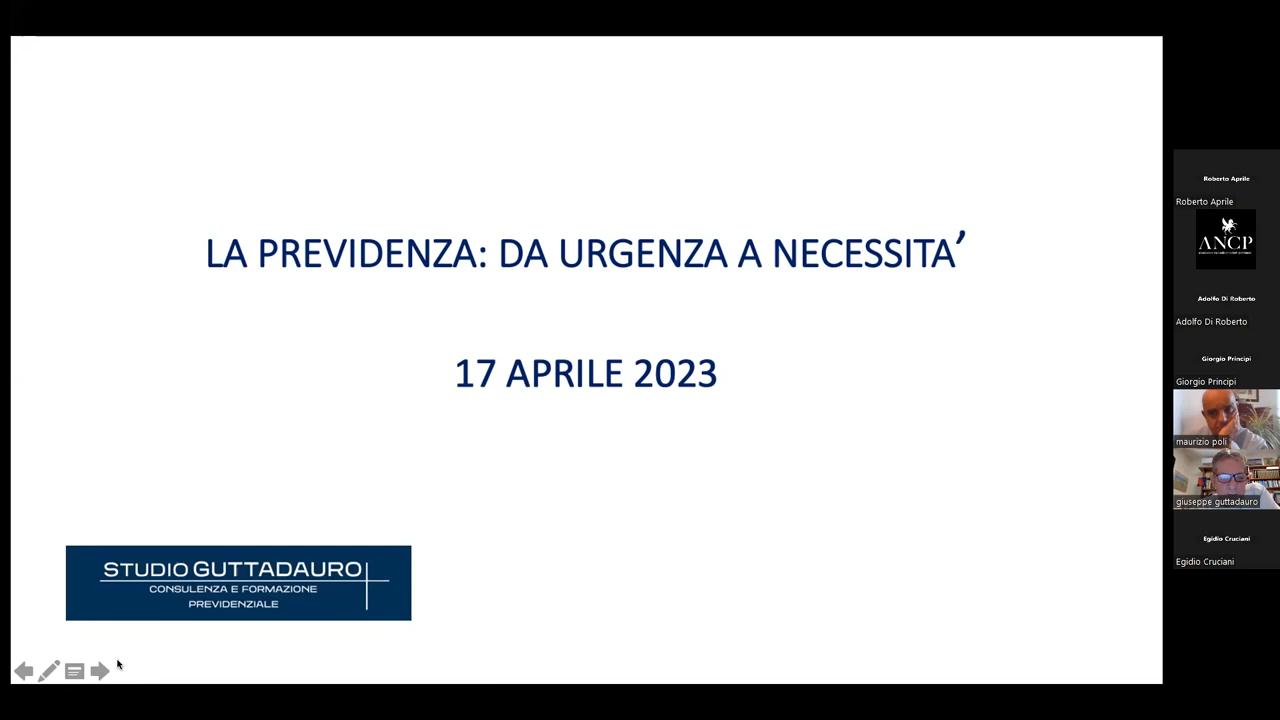 LA PREVIDENZA: DA URGENZA A NECESSITA’
17 APRILE 2023
STUDIO GUTTADAURO
CONSULENZA E FORMAZIONE
PREVIDENZIALE
Roberto Aprile
Roberto Aprile
ANCP
Adolfo Di Roberto
Adolfo Di Roberto
Giorgio Principi
Giorgio Principi
maurizio poli
giuseppe guttadauro
Egidio Cruciani
Egidio Cruciani